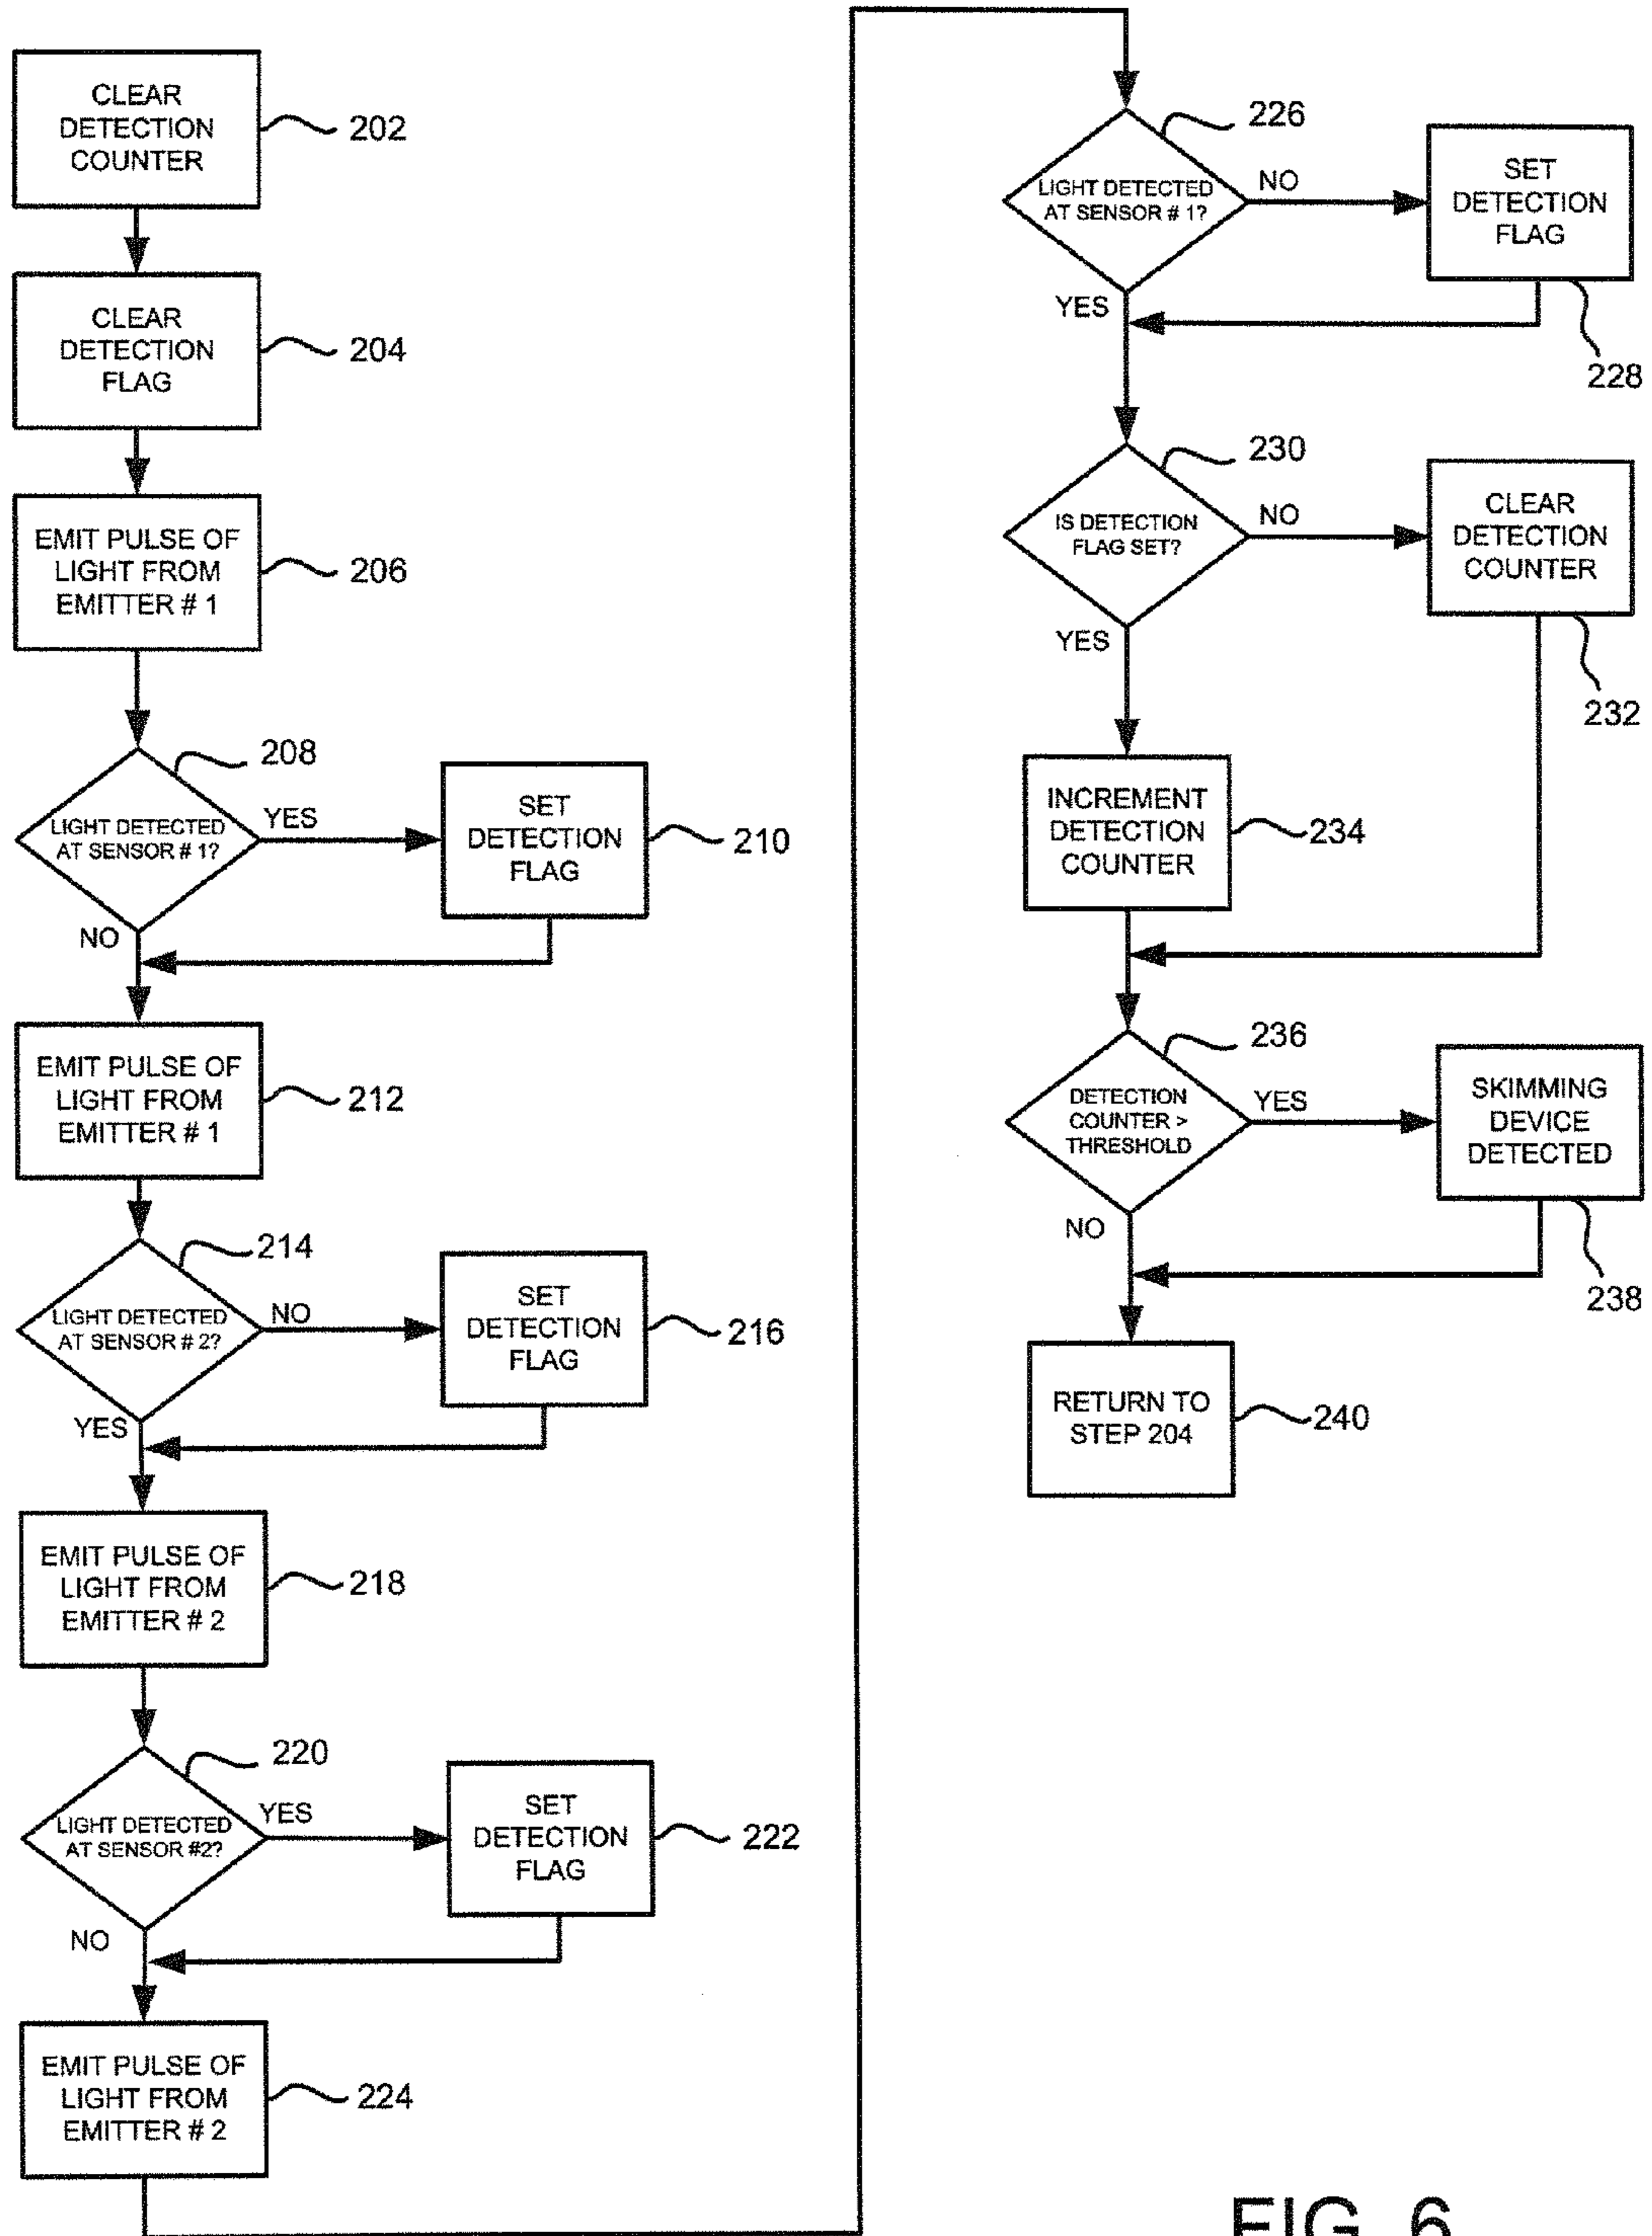 CLEAR
DETECTION
COUNTER
202
CLEAR
DETECTION
FLAG
204
EMIT PULSE OF
LIGHT FROM
EMITTER # 1
206
208
LIGHT DETECTED
AT SENSOR # 1?
YES
NO
SET
DETECTION
FLAG
210
EMIT PULSE OF
LIGHT FROM
EMITTER # 1
212
214
LIGHT DETECTED
AT SENSOR # 2?
NO
YES
SET
DETECTION
FLAG
216
EMIT PULSE OF
LIGHT FROM
EMITTER # 2
218
220
LIGHT DETECTED
AT SENSOR #2?
YES
NO
SET
DETECTION
FLAG
222
EMIT PULSE OF
LIGHT FROM
EMITTER # 2
224
226
LIGHT DETECTED
AT SENSOR # 1?
NO
YES
SET
DETECTION
FLAG
228
230
IS DETECTION
FLAG SET?
NO
YES
CLEAR
DETECTION
COUNTER
232
INCREMENT
DETECTION
COUNTER
234
236
DETECTION
COUNTER >
THRESHOLD
YES
NO
SKIMMING
DEVICE
DETECTED
238
RETURN TO
STEP 204
240
FIG. 6